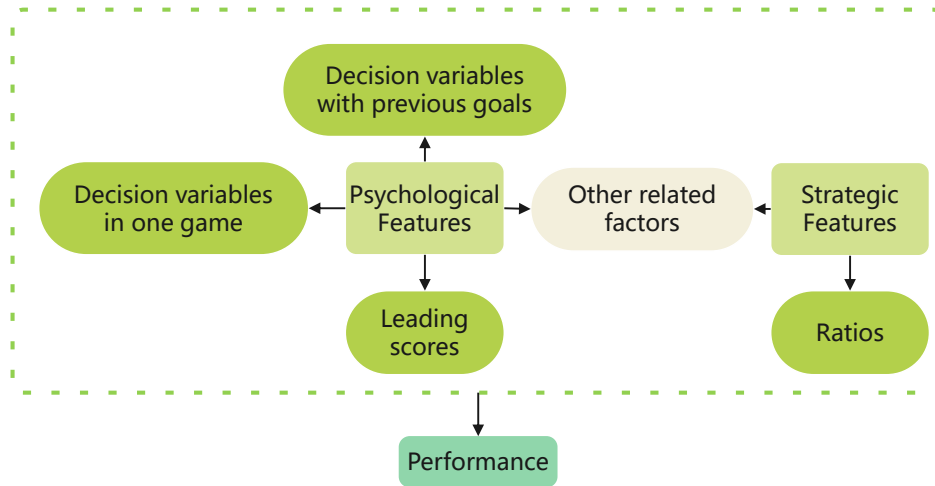 Decision variables
with previous goals
Decision variables
in one game
Psychological
Features
Other related
factors
Strategic
Features
Leading
scores
Ratios
Performance